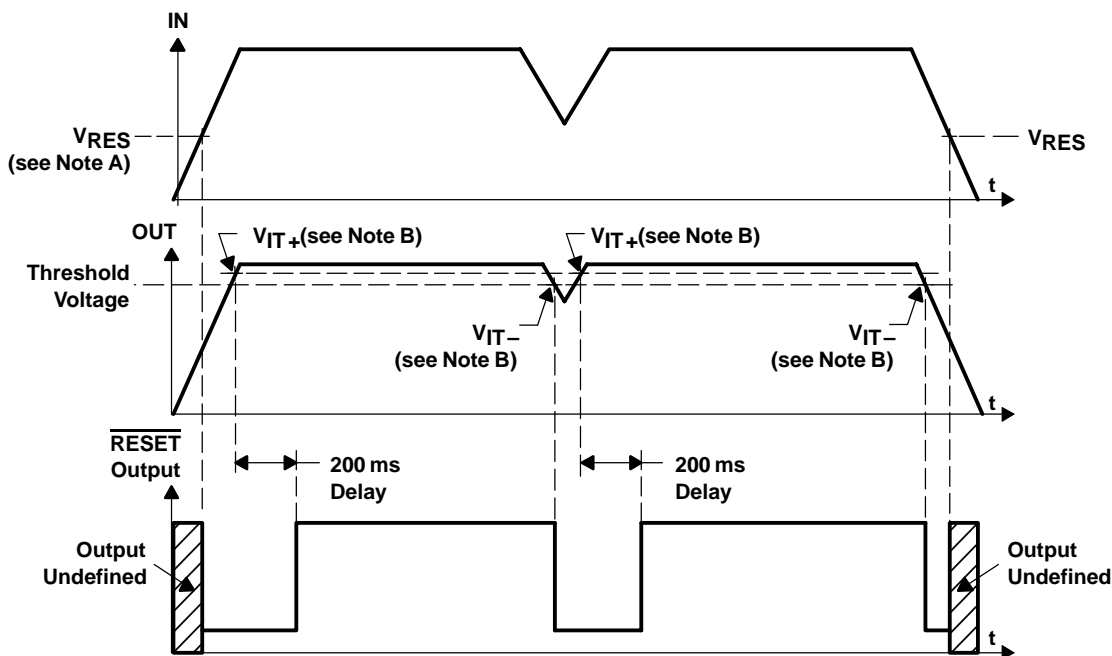 IN
VRES
(see Note A)
VRES
t
OUT
VIT+(see Note B)
VIT+(see Note B)
Threshold
Voltage
VIT−
(see Note B)
VIT−
(see Note B)
t
RESET
Output
200 ms
Delay
200 ms
Delay
Output
Undefined
Output
Undefined
t